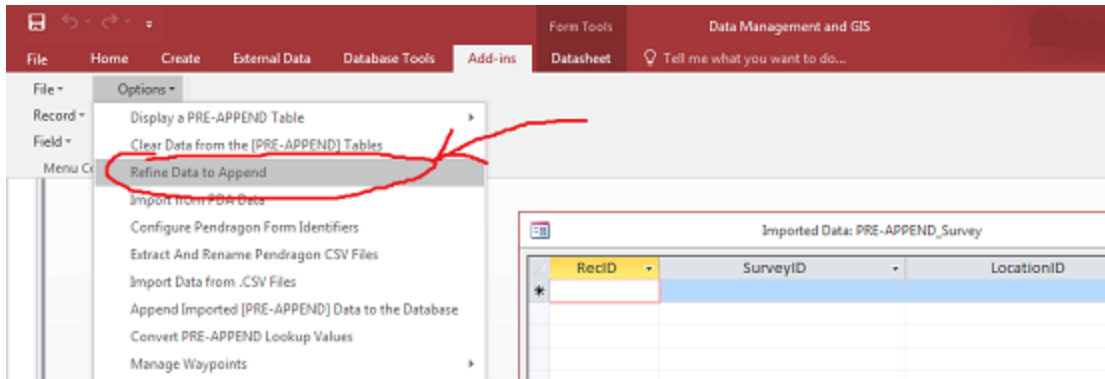 Form Tools Data Management and GIS
File Home Create External Data Database Tools Add-ins Datasheet Tell me what you want to do...
File Options
Record
Field
Menu Co
Display a PRE-APPEND Table
Clear Data from the [PRE-APPEND] Tables
Refine Data to Append
Import from PDA Data
Configure Pendragon Form Identifiers
Extract And Rename Pendragon CSV Files
Import Data from .CSV Files
Append Imported [PRE-APPEND] Data to the Database
Convert PRE-APPEND Lookup Values
Manage Waypoints
Imported Data: PRE-APPEND_Survey
RecID SurveyID LocationID